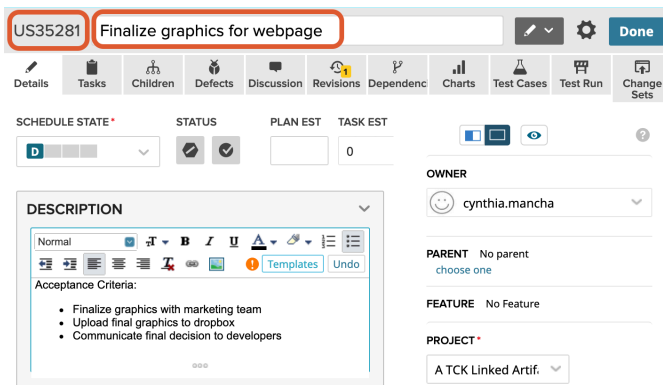 US35281 Finalize graphics for webpage Done
Details Tasks Children Defects Discussion Revisions 1 Dependenc Charts Test Cases Test Run Change Sets
SCHEDULE STATE * STATUS PLAN EST TASK EST
D 0
OWNER
cynthia.mancha
DESCRIPTION
Normal T B I U A
Templates Undo
PARENT No parent
choose one
Acceptance Criteria:
• Finalize graphics with marketing team
• Upload final graphics to dropbox
• Communicate final decision to developers
FEATURE No Feature
PROJECT *
A TCK Linked Artif